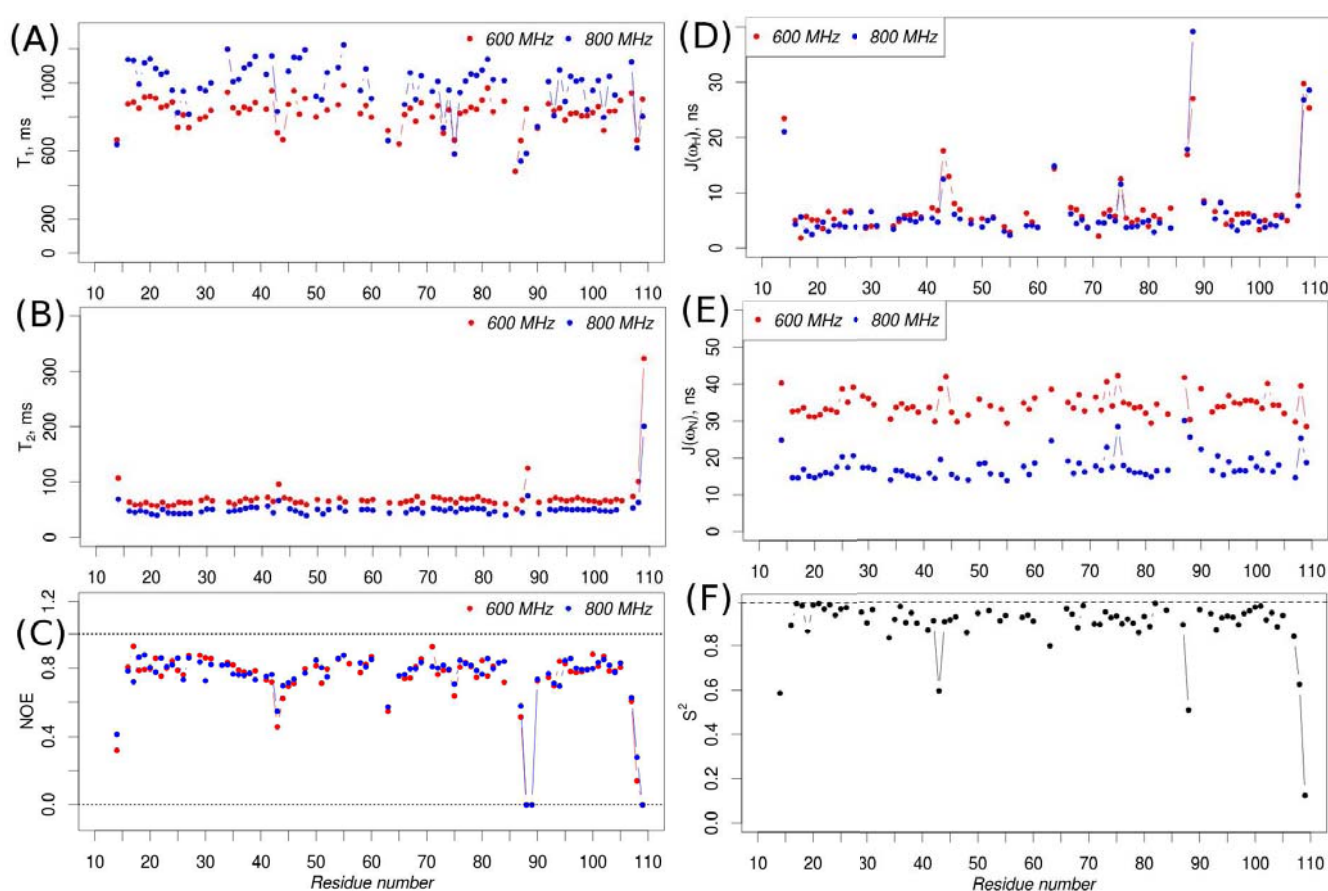 (A)
600 MHz 800 MHz
T1, ms
0 200 600 1000
10 20 30 40 50 60 70 80 90 100 110
(B)
600 MHz 800 MHz
T2, ms
0 100 200 300 400
10 20 30 40 50 60 70 80 90 100 110
(C)
600 MHz 800 MHz
NOE
0.0 0.4 0.8 1.2
10 20 30 40 50 60 70 80 90 100 110
Residue number
(D)
600 MHz 800 MHz
J(ωH), ns
0 10 20 30 40
10 20 30 40 50 60 70 80 90 100 110
(E)
600 MHz 800 MHz
J(ωN), ns
0 10 20 30 40 50
10 20 30 40 50 60 70 80 90 100 110
(F)
S2
0.0 0.2 0.4 0.6 0.8
10 20 30 40 50 60 70 80 90 100 110
Residue number